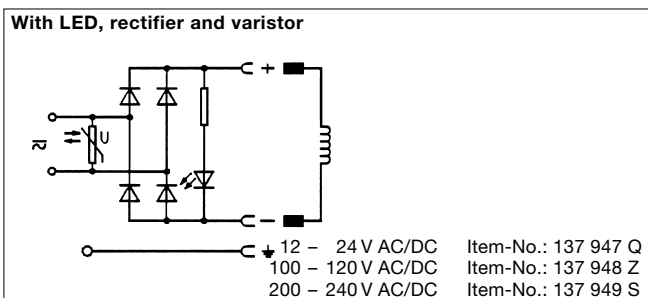 With LED, rectifier and varistor
+
U
~
−
12 – 24 V AC/DC Item-No.: 137 947 Q
100 – 120 V AC/DC Item-No.: 137 948 Z
200 – 240 V AC/DC Item-No.: 137 949 S